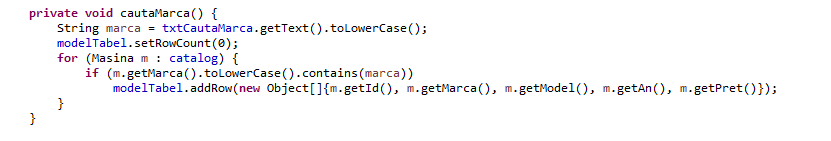 private void cautaMarca() {
    String marca = txtCautaMarca.getText().toLowerCase();
    modelTabel.setRowCount(0);
    for (Masina m : catalog) {
        if (m.getMarca().toLowerCase().contains(marca))
            modelTabel.addRow(new Object[]{m.getId(), m.getMarca(), m.getModel(), m.getAn(), m.getPret()});
    }
}